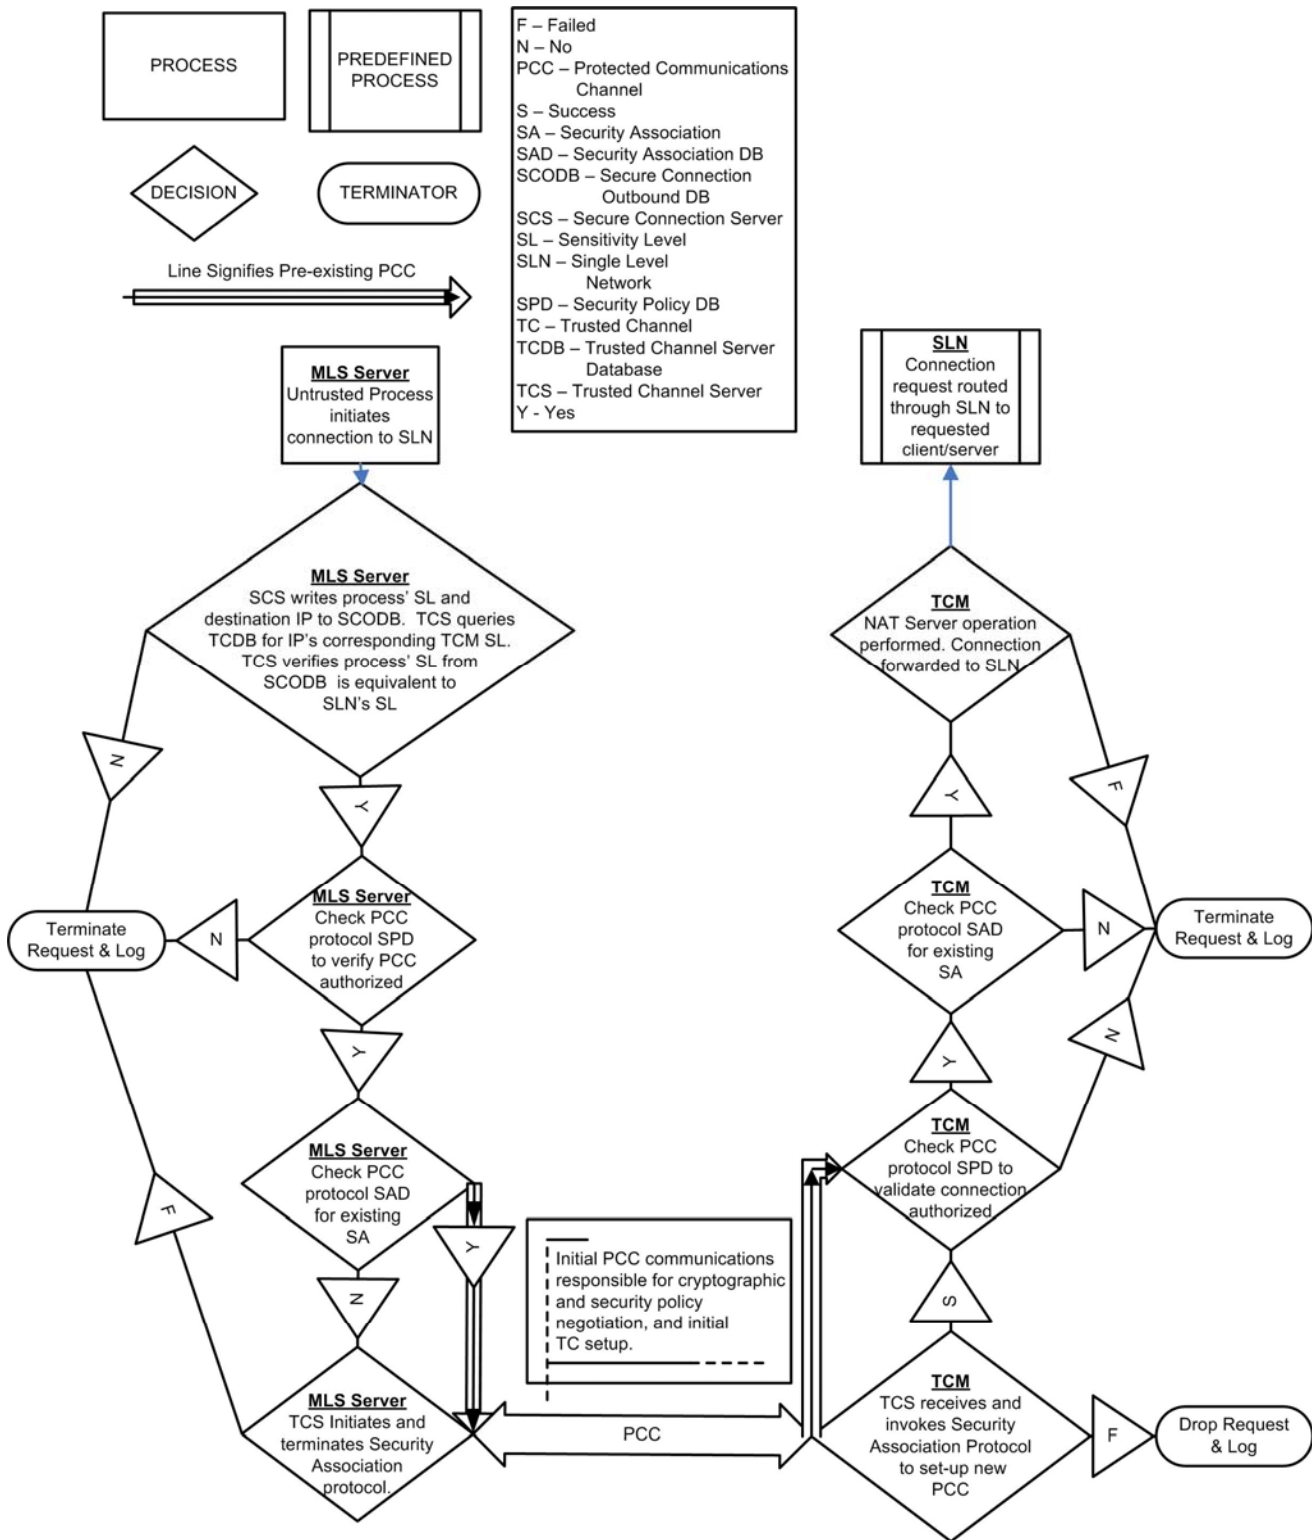 PROCESS
PREDEFINED
PROCESS
DECISION
TERMINATOR
Line Signifies Pre-existing PCC
F – Failed
N – No
PCC – Protected Communications
Channel
S – Success
SA – Security Association
SAD – Security Association DB
SCODB – Secure Connection
Outbound DB
SCS – Secure Connection Server
SL – Sensitivity Level
SLN – Single Level
Network
SPD – Security Policy DB
TC – Trusted Channel
TCDB – Trusted Channel Server
Database
TCS – Trusted Channel Server
Y - Yes
MLS Server
Untrusted Process
initiates
connection to SLN
MLS Server
SCS writes process' SL and
destination IP to SCODB. TCS queries
TCDB for IP's corresponding TCM SL.
TCS verifies process' SL from
SCODB is equivalent to
SLN's SL
N
Y
MLS Server
Check PCC
protocol SPD
to verify PCC
authorized
N
Terminate
Request & Log
Y
MLS Server
Check PCC
protocol SAD
for existing
SA
F
Y
N
MLS Server
TCS Initiates and
terminates Security
Association
protocol.
Initial PCC communications
responsible for cryptographic
and security policy
negotiation, and initial
TC setup.
PCC
SLN
Connection
request routed
through SLN to
requested
client/server
TCM
NAT Server operation
performed. Connection
forwarded to SLN
F
Y
TCM
Check PCC
protocol SAD
for existing
SA
N
Terminate
Request & Log
Y
N
TCM
Check PCC
protocol SPD to
validate connection
authorized
S
TCM
TCS receives and
invokes Security
Association Protocol
to set-up new
PCC
F
Drop Request
& Log